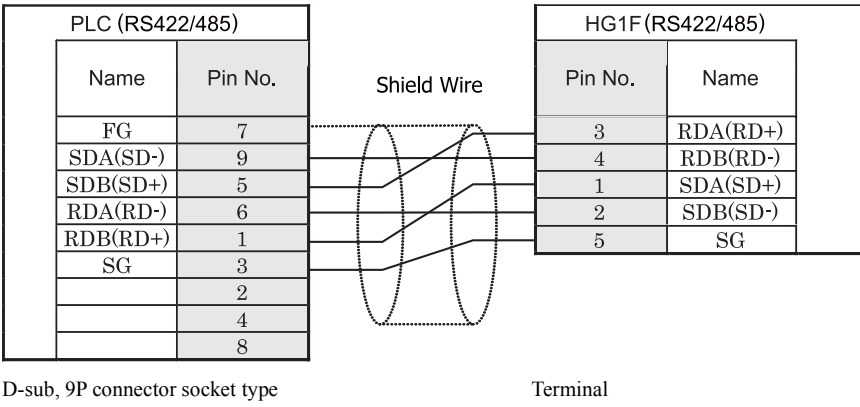 PLC (RS422/485)
Name Pin No.
FG 7
SDA(SD-) 9
SDB(SD+) 5
RDA(RD-) 6
RDB(RD+) 1
SG 3
2
4
8
Shield Wire
HG1F(RS422/485)
Pin No. Name
3 RDA(RD+)
4 RDB(RD-)
1 SDA(SD+)
2 SDB(SD-)
5 SG
D-sub, 9P connector socket type
Terminal